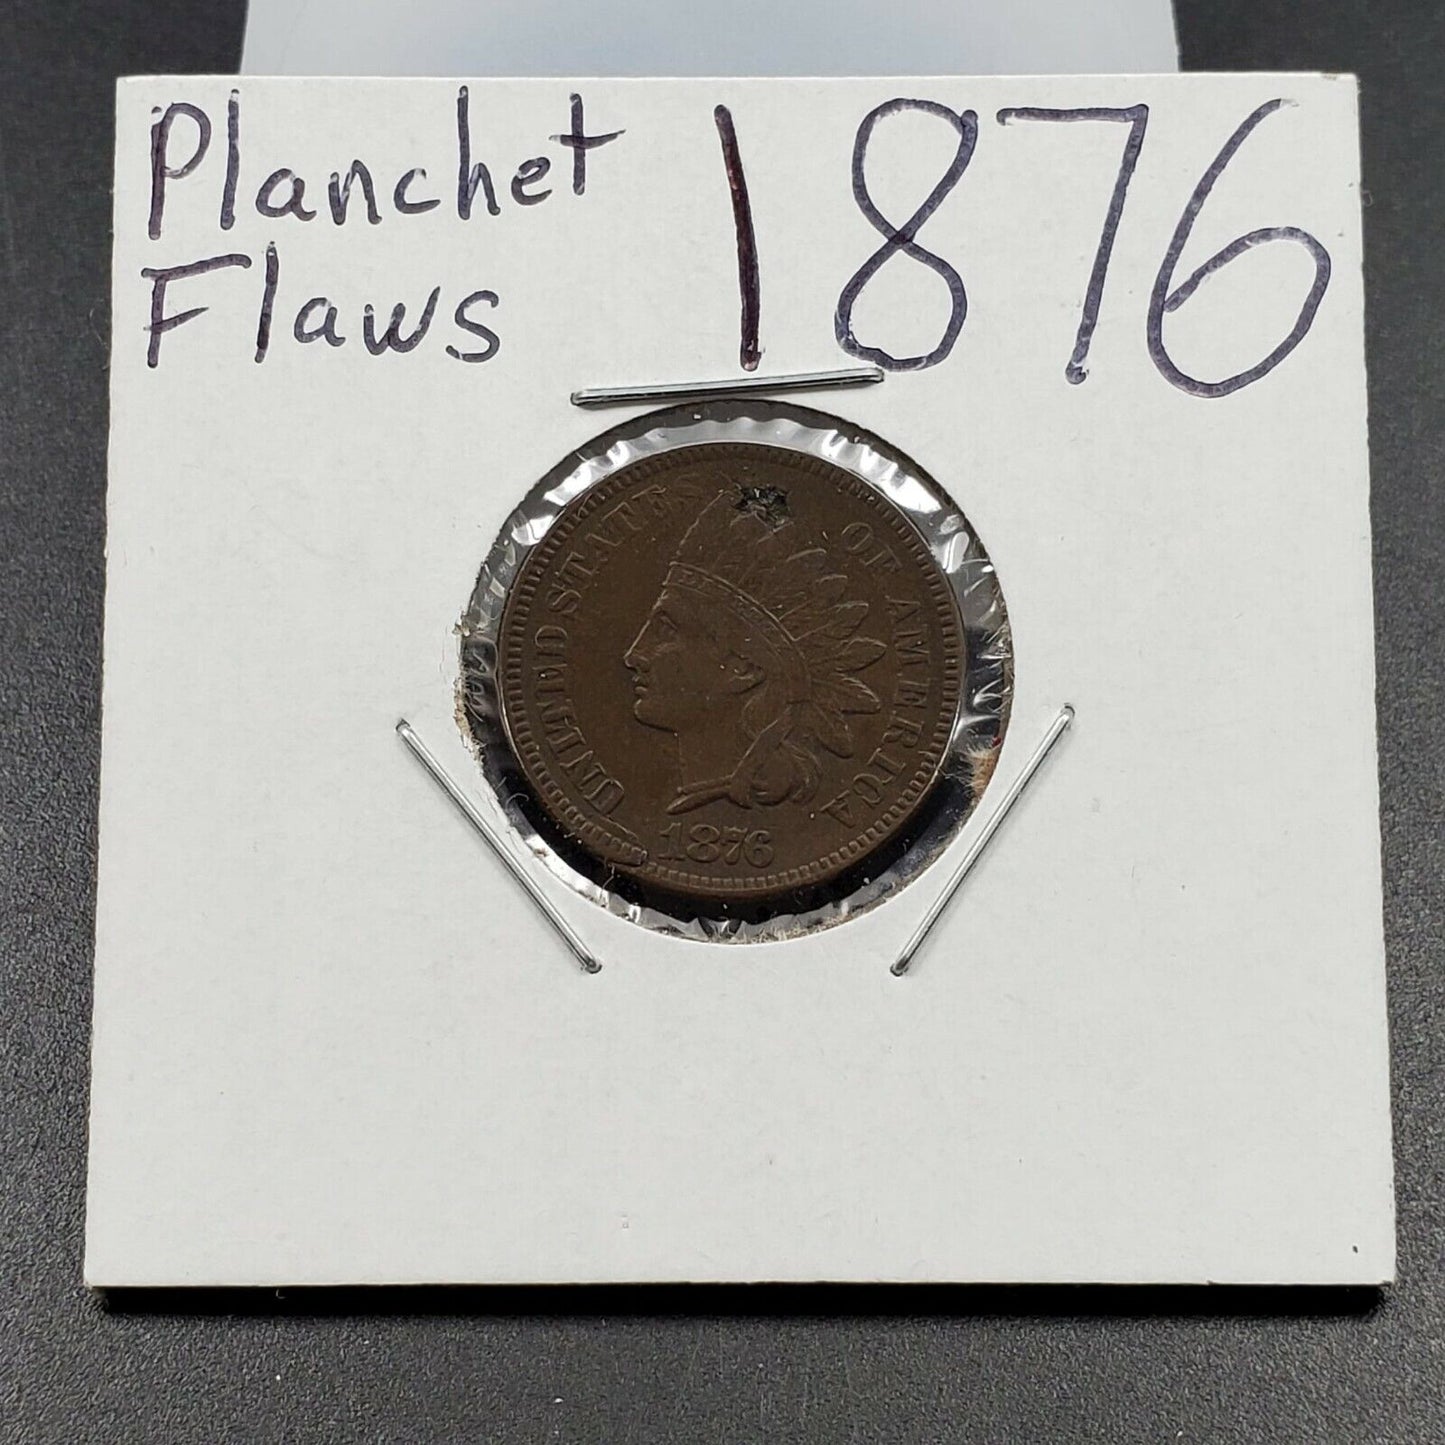 Planchet 1876
Flaws
UNITED STATES OF AMERICA
1876